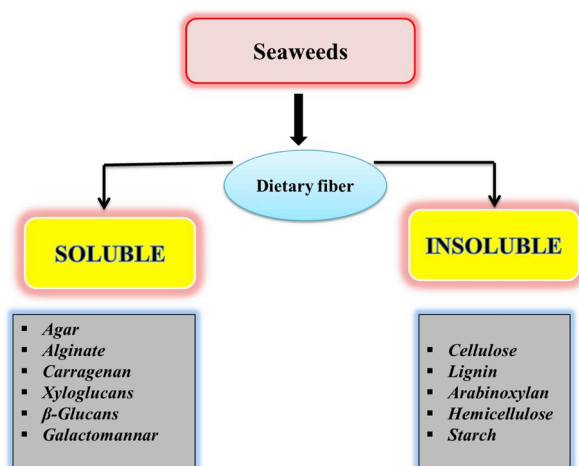 Seaweeds
Dietary fiber
SOLUBLE
INSOLUBLE
▪ Agar
▪ Alginate
▪ Carragenan
▪ Xyloglucans
▪ β-Glucans
▪ Galactomannar
▪ Cellulose
▪ Lignin
▪ Arabinoxylan
▪ Hemicellulose
▪ Starch